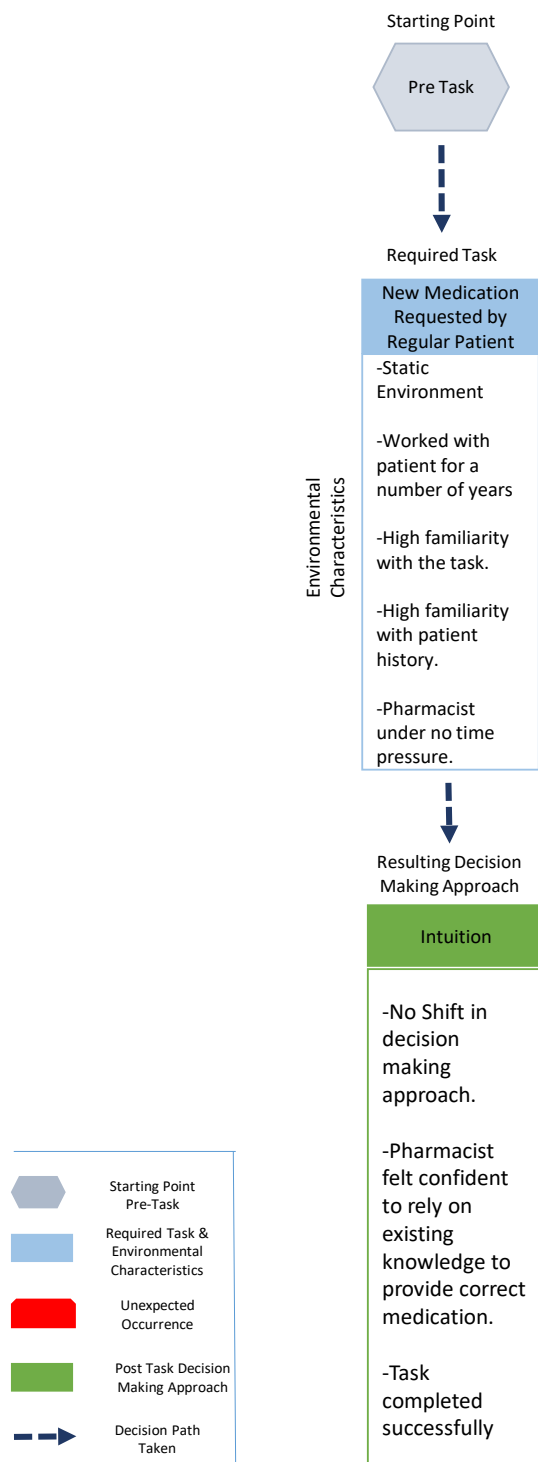 Starting Point
Pre Task
Required Task
New Medication
Requested by
Regular Patient
Environmental
Characteristics
-Static
Environment
-Worked with
patient for a
number of years
-High familiarity
with the task.
-High familiarity
with patient
history.
-Pharmacist
under no time
pressure.
Resulting Decision
Making Approach
Intuition
-No Shift in
decision
making
approach.
-Pharmacist
felt confident
to rely on
existing
knowledge to
provide correct
medication.
-Task
completed
successfully
Starting Point
Pre-Task
Required Task &
Environmental
Characteristics
Unexpected
Occurrence
Post Task Decision
Making Approach
Decision Path
Taken